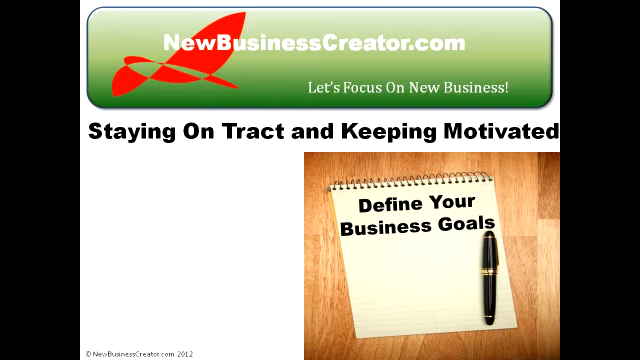 NewBusinessCreator.com
Let's Focus On New Business!
Staying On Tract and Keeping Motivated
Define Your
Business Goals
© NewBusinessCreator.com 2012